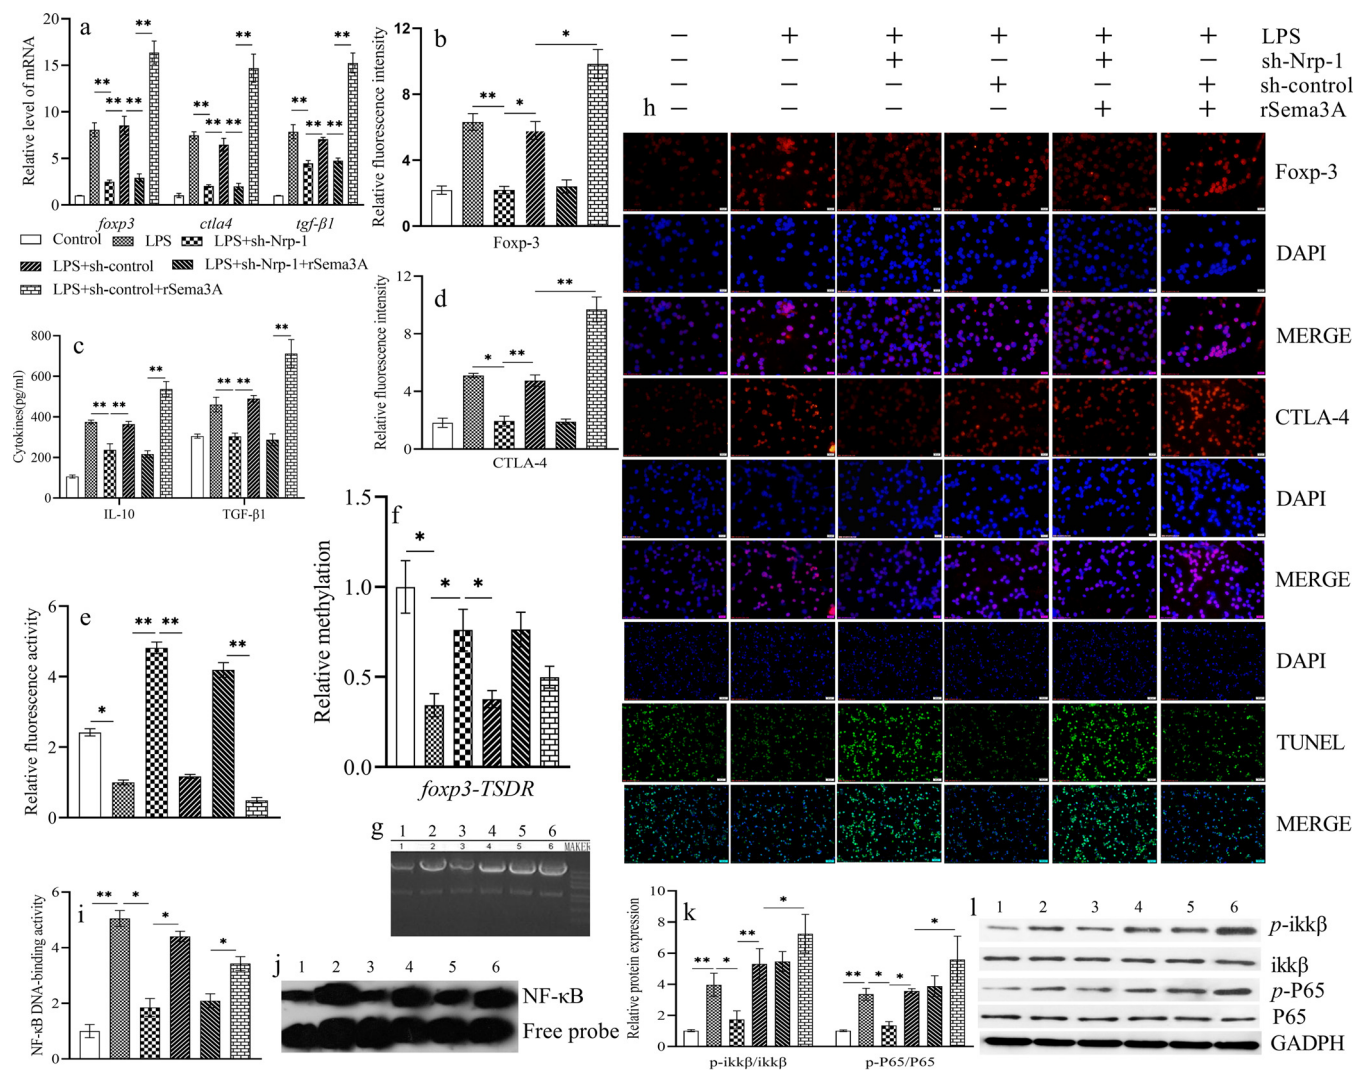 a
Relative level of mRNA
20
15
10
5
0
** ** ** ** ** ** ** ** ** ** ** **
foxp3 ctla4 tgf-β1
Control LPS LPS+sh-Nrp-1
LPS+sh-control LPS+sh-Nrp-1+rSema3A
LPS+sh-control+rSema3A
b
Relative fluorescence intensity
12
9
6
3
0
** * *
Foxp-3
c
Cytokines(pg/ml)
800
600
400
200
0
** ** ** ** ** **
IL-10 TGF-β1
d
Relative fluorescence intensity
12
8
4
0
* ** **
CTLA-4
e
Relative fluorescence activity
6
4
2
0
* ** ** **
f
Relative methylation
1.5
1.0
0.5
0.0
* * *
foxp3-TSDR
g
1 2 3 4 5 6
1 2 3 4 5 6 MAKER
h
− + + + + + LPS
− − + − + − sh-Nrp-1
− − − + − + sh-control
− − − − + + rSema3A
Foxp-3
DAPI
MERGE
CTLA-4
DAPI
MERGE
DAPI
TUNEL
MERGE
i
NF-κB DNA-binding activity
6
4
2
0
** * * *
j
1 2 3 4 5 6
NF-κB
Free probe
k
Relative protein expression
10
8
6
4
2
0
** * ** * ** * * *
p-ikkβ/ikkβ p-P65/P65
l
1 2 3 4 5 6
p-ikkβ
ikkβ
p-P65
P65
GADPH